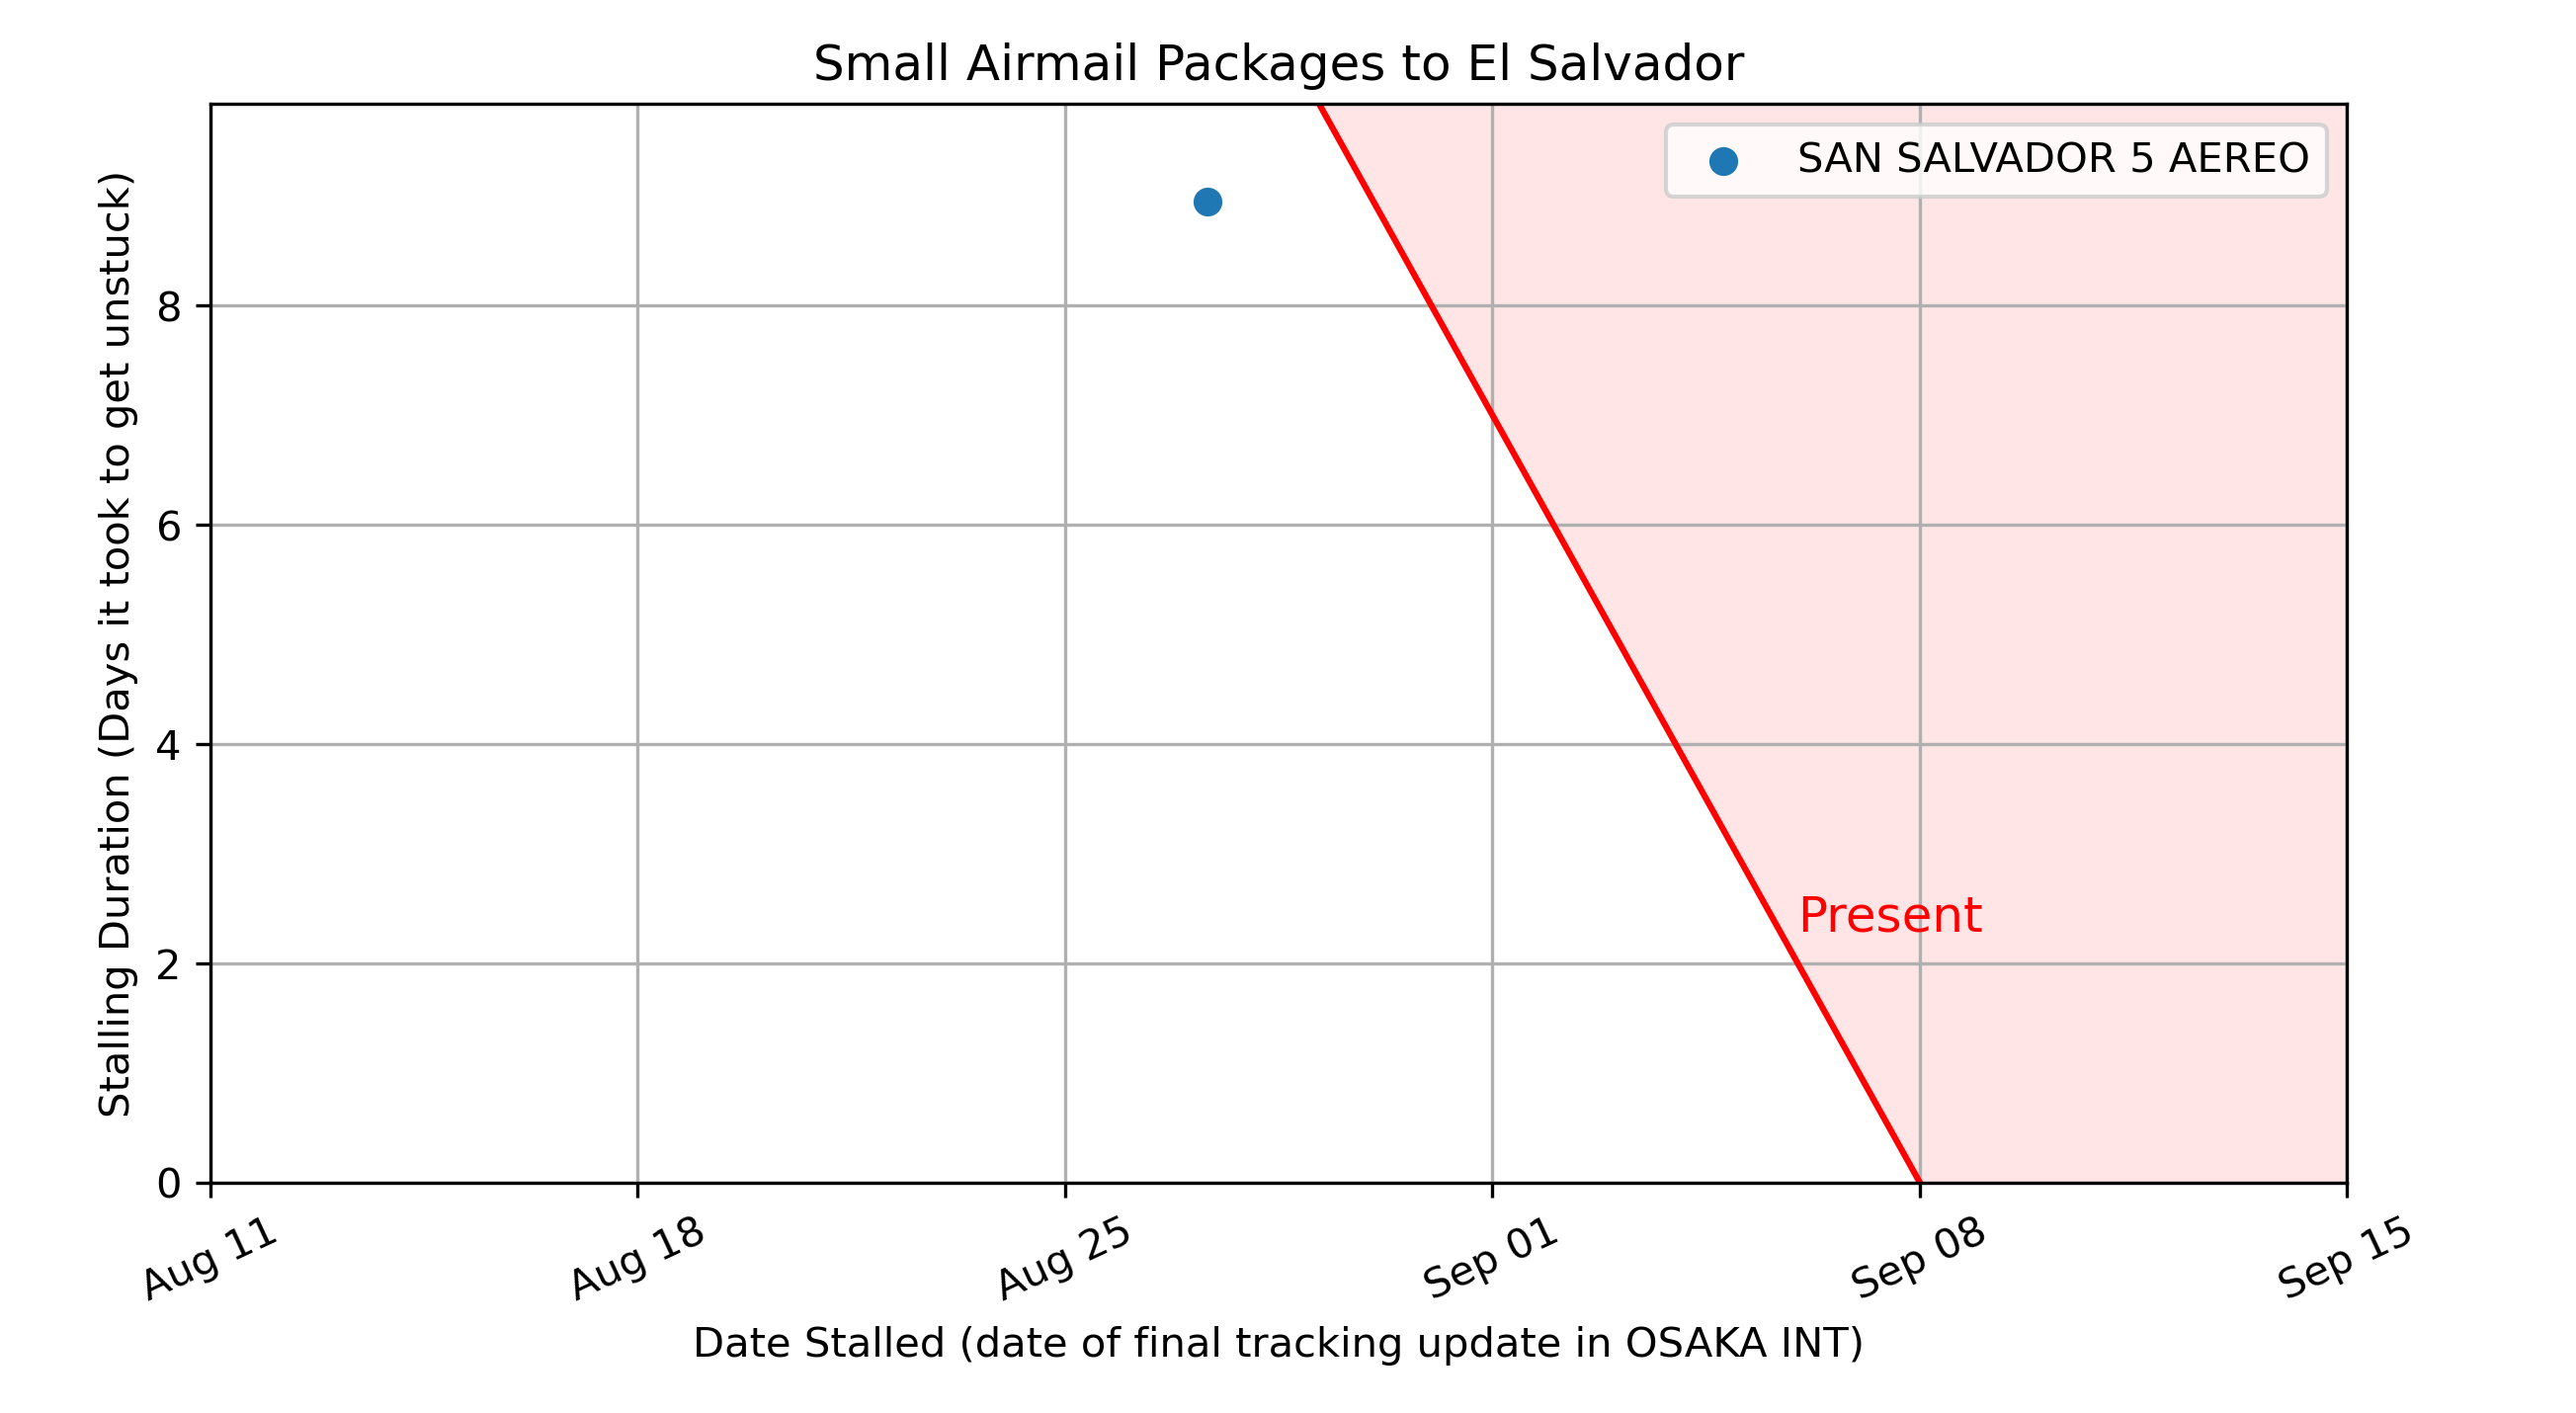 Small Airmail Packages to El Salvador
SAN SALVADOR 5 AEREO
Stalling Duration (Days it took to get unstuck)
8
6
4
2
0
Present
Aug 11
Aug 18
Aug 25
Sep 01
Sep 08
Sep 15
Date Stalled (date of final tracking update in OSAKA INT)